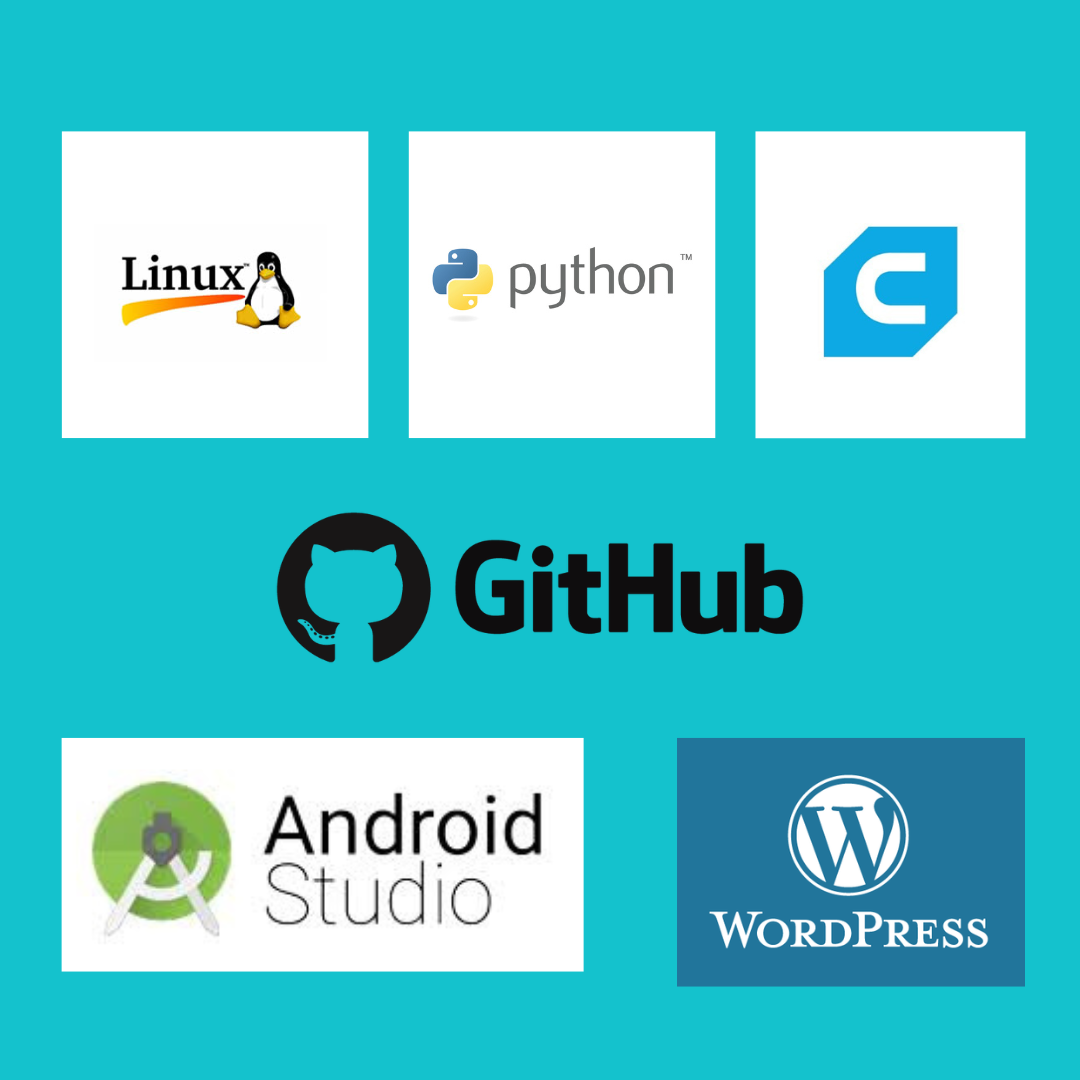 Linux™
python™
C
GitHub
Android
Studio
W
WORDPRESS